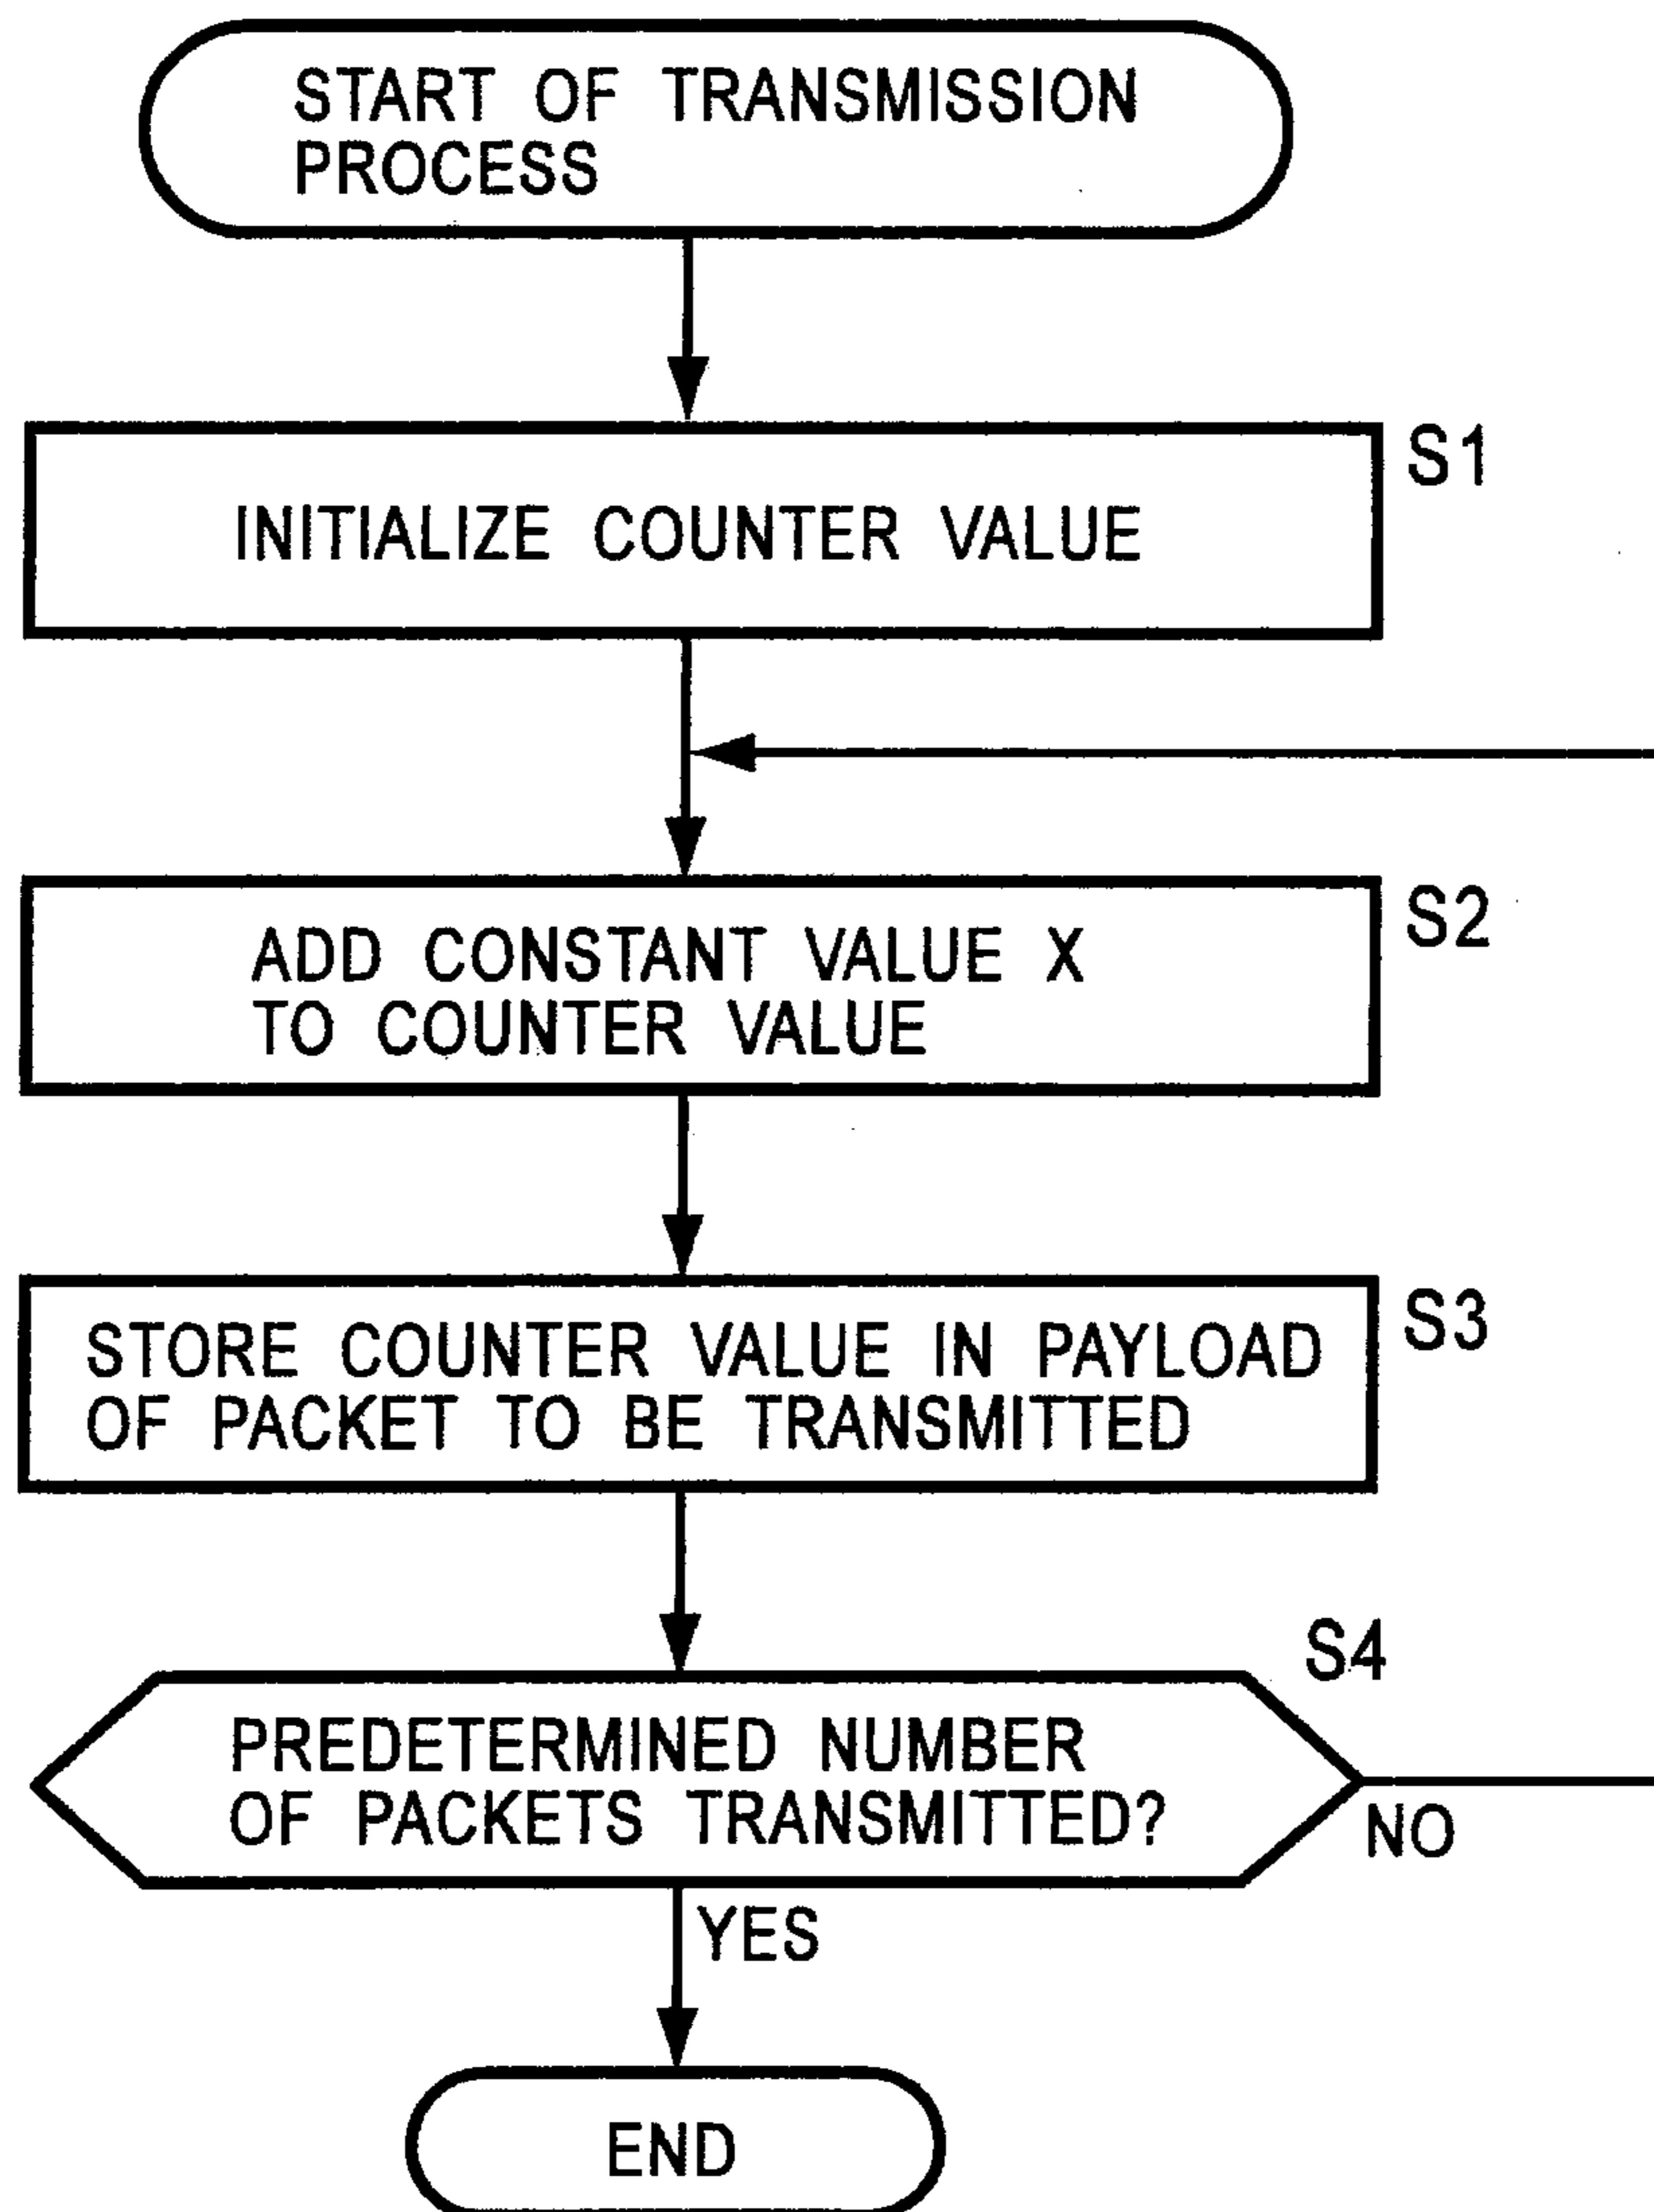 START OF TRANSMISSION
PROCESS
S1
INITIALIZE COUNTER VALUE
S2
ADD CONSTANT VALUE X
TO COUNTER VALUE
S3
STORE COUNTER VALUE IN PAYLOAD
OF PACKET TO BE TRANSMITTED
S4
PREDETERMINED NUMBER
OF PACKETS TRANSMITTED?
NO
YES
END